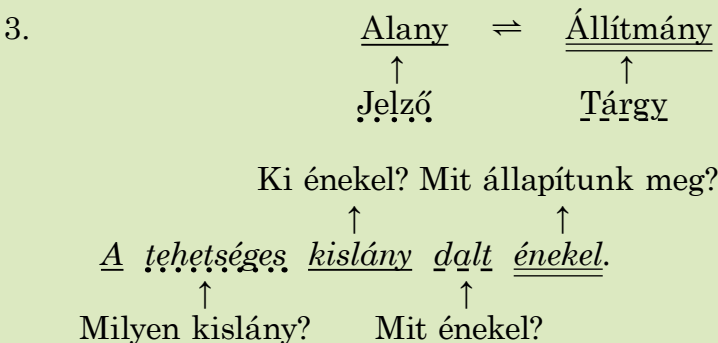 3. Alany ⇌ Állítmány
↑ ↑
Jelző Tárgy
Ki énekel? Mit állapítunk meg?
↑ ↑
A tehetséges kislány dalt énekel.
↑ ↑
Milyen kislány? Mit énekel?